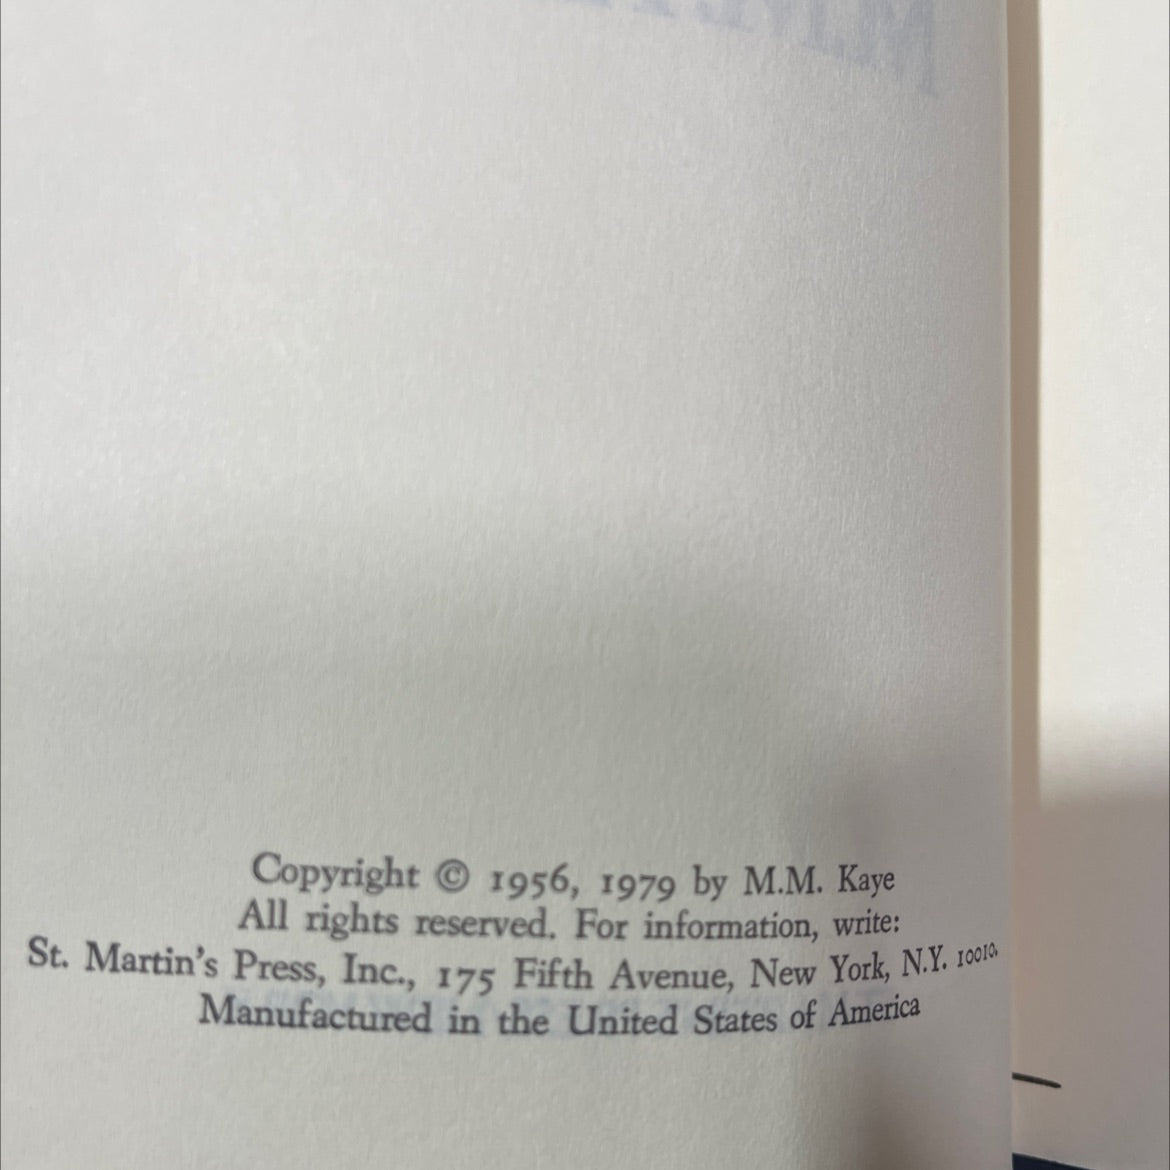 Copyright © 1956, 1979 by M.M. Kaye
All rights reserved. For information, write:
St. Martin's Press, Inc., 175 Fifth Avenue, New York, N.Y. 10010.
Manufactured in the United States of America